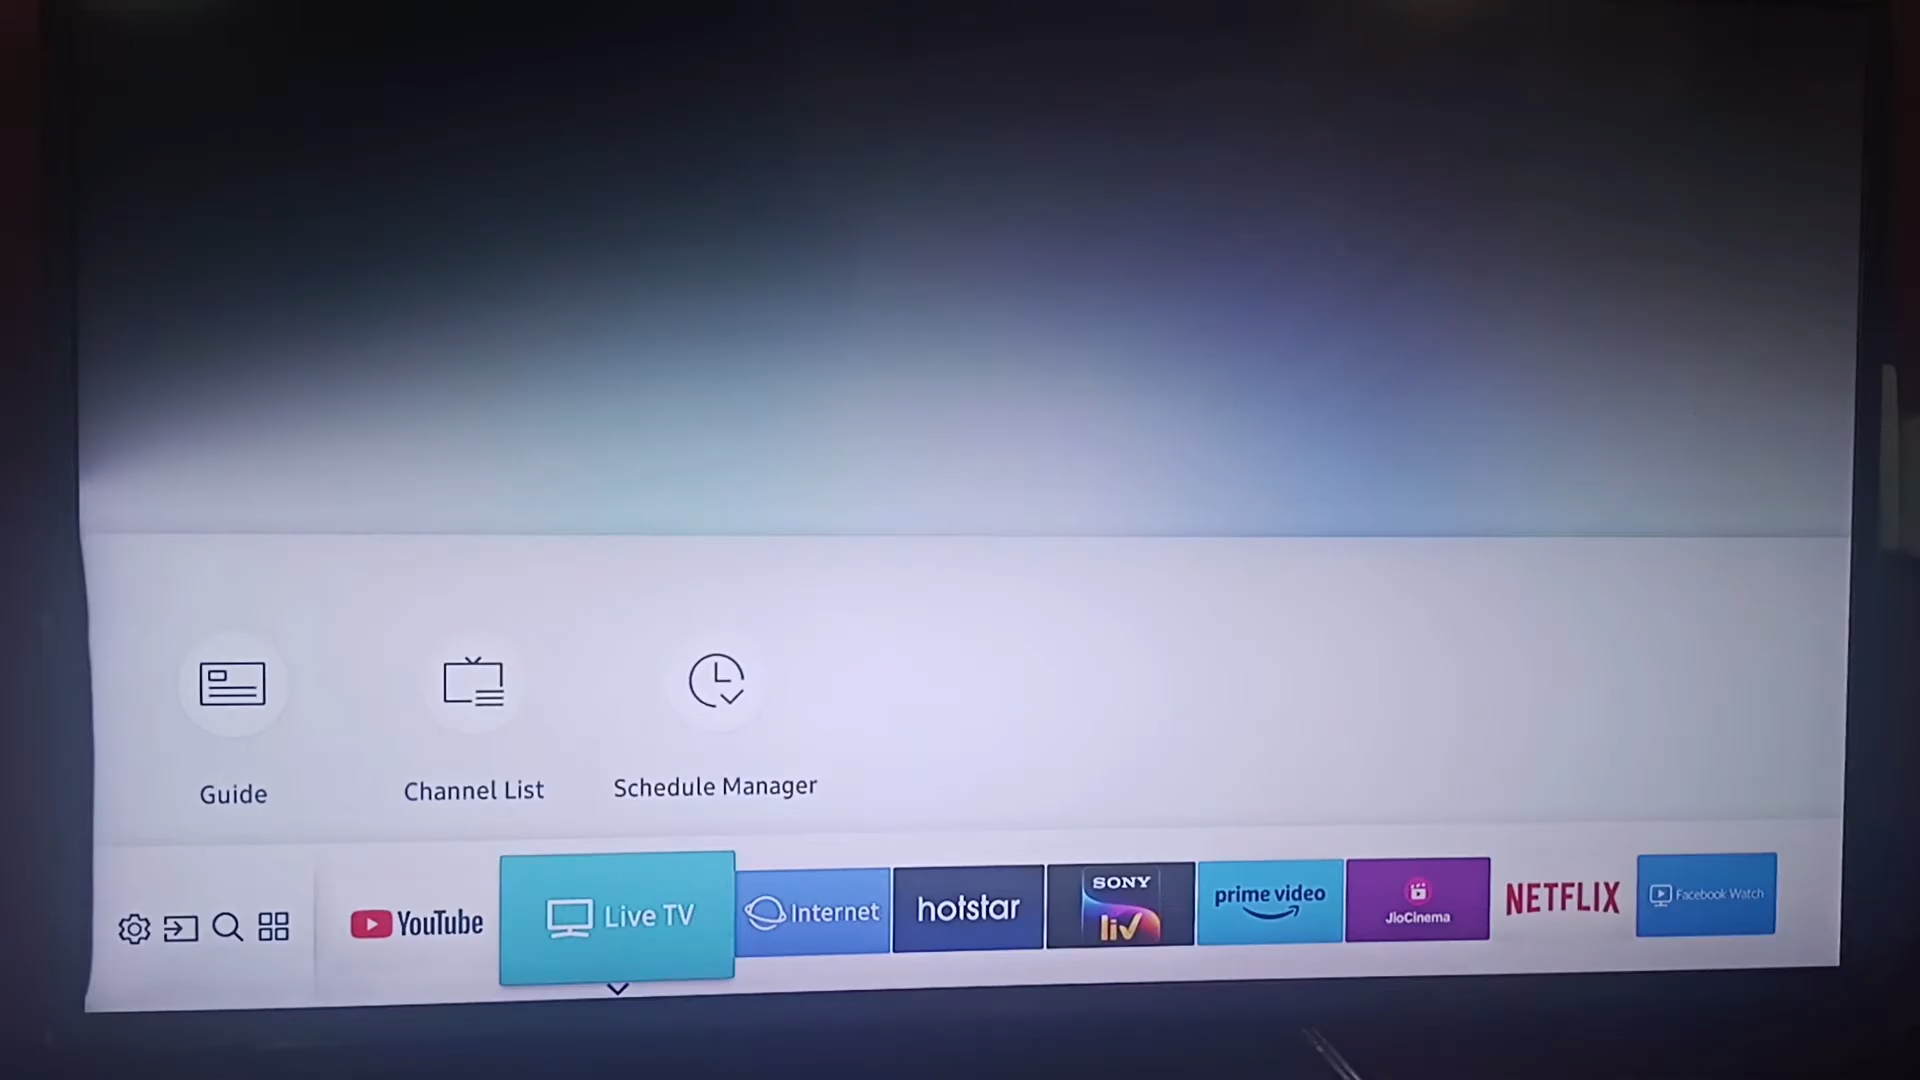 Guide
Channel List
Schedule Manager
YouTube
Live TV
Internet
hotstar
SONY
liv
prime video
JioCinema
NETFLIX
Facebook Watch